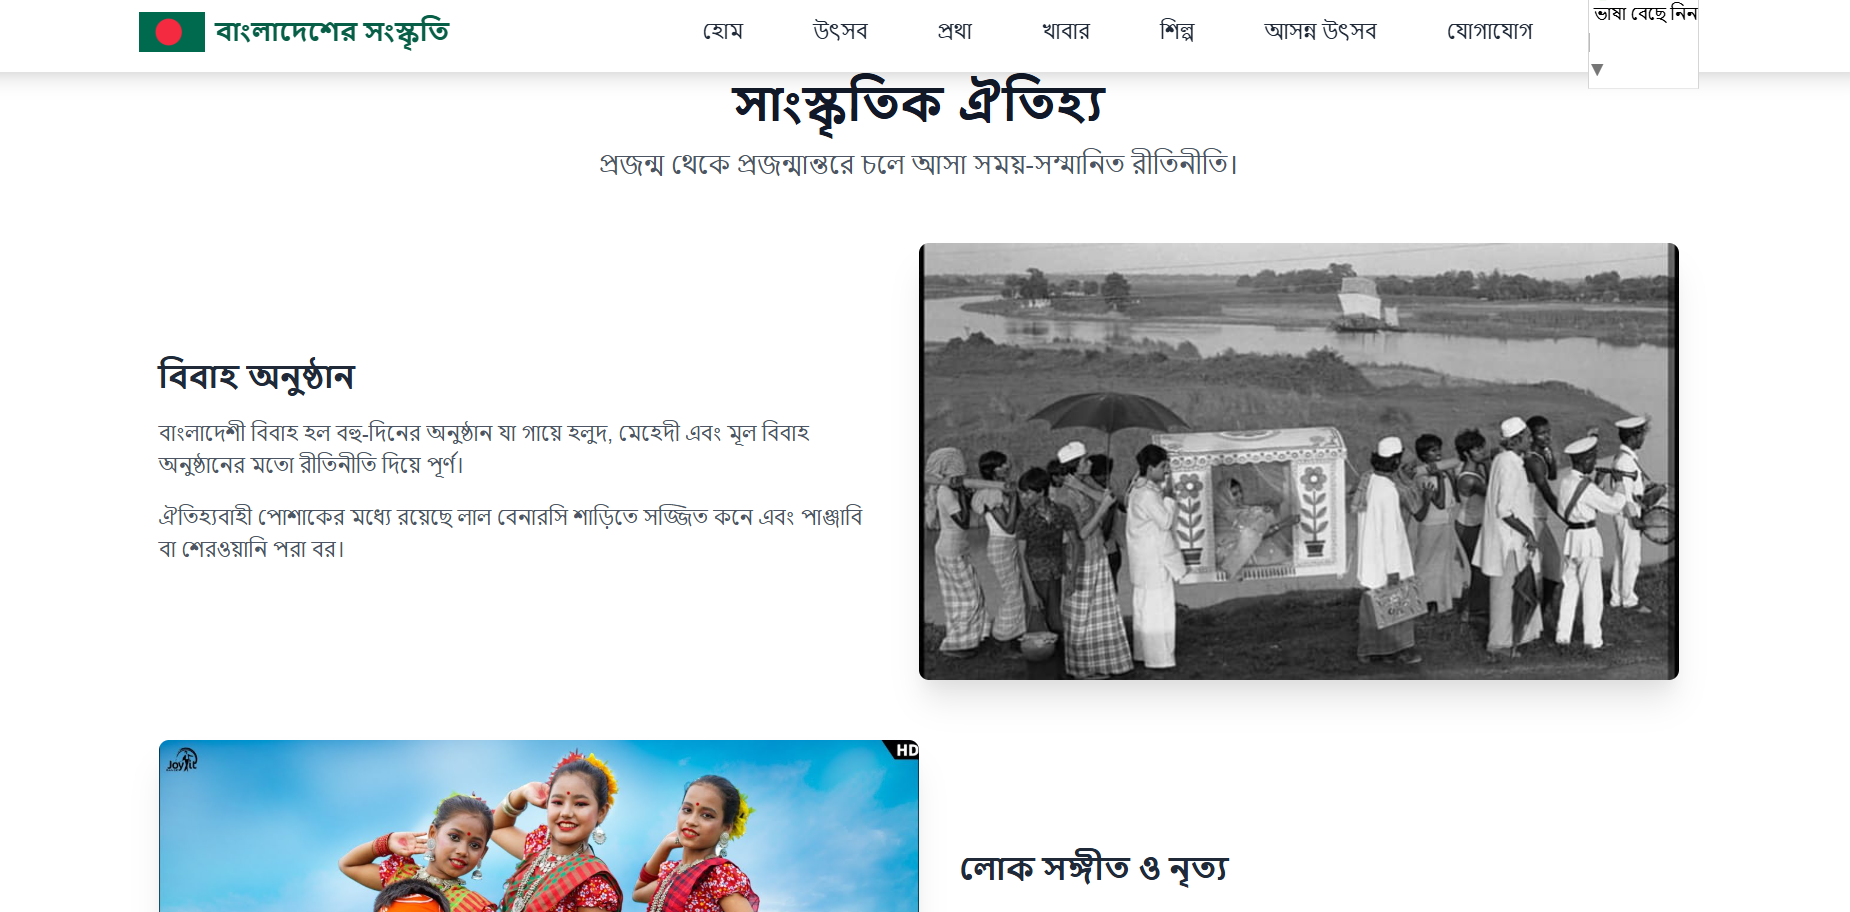 বাংলাদেশের সংস্কৃতি
হোম উৎসব প্রথা খাবার শিল্প আসন্ন উৎসব যোগাযোগ
ভাষা বেছে নিন
▼
সাংস্কৃতিক ঐতিহ্য
প্রজন্ম থেকে প্রজন্মান্তরে চলে আসা সময়-সম্মানিত রীতিনীতি।
বিবাহ অনুষ্ঠান
বাংলাদেশী বিবাহ হল বহু-দিনের অনুষ্ঠান যা গায়ে হলুদ, মেহেদী এবং মূল বিবাহ
অনুষ্ঠানের মতো রীতিনীতি দিয়ে পূর্ণ।
ঐতিহ্যবাহী পোশাকের মধ্যে রয়েছে লাল বেনারসি শাড়িতে সজ্জিত কনে এবং পাঞ্জাবি
বা শেরওয়ানি পরা বর।
HD
লোক সঙ্গীত ও নৃত্য